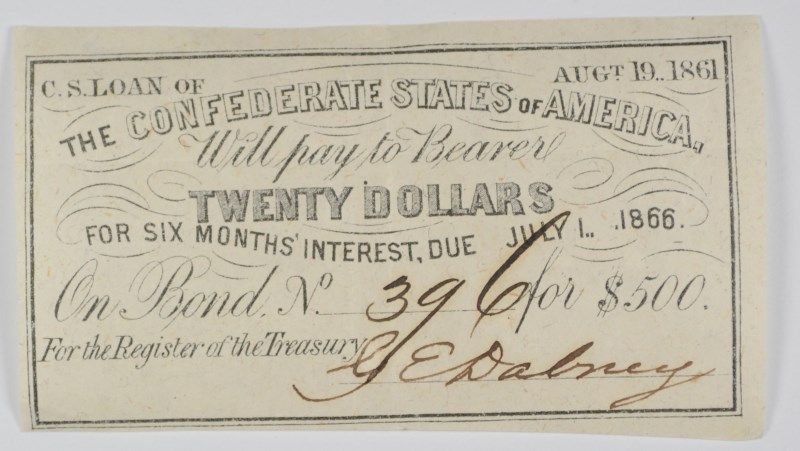 C. S. LOAN OF AUGT. 19., 1861
THE CONFEDERATE STATES OF AMERICA.,
Will pay to Bearer
TWENTY DOLLARS
FOR SIX MONTHS' INTEREST, DUE JULY 1.. .1866.
On Bond. No. 396 for $500.
For the Register of the Treasury G E Dabney